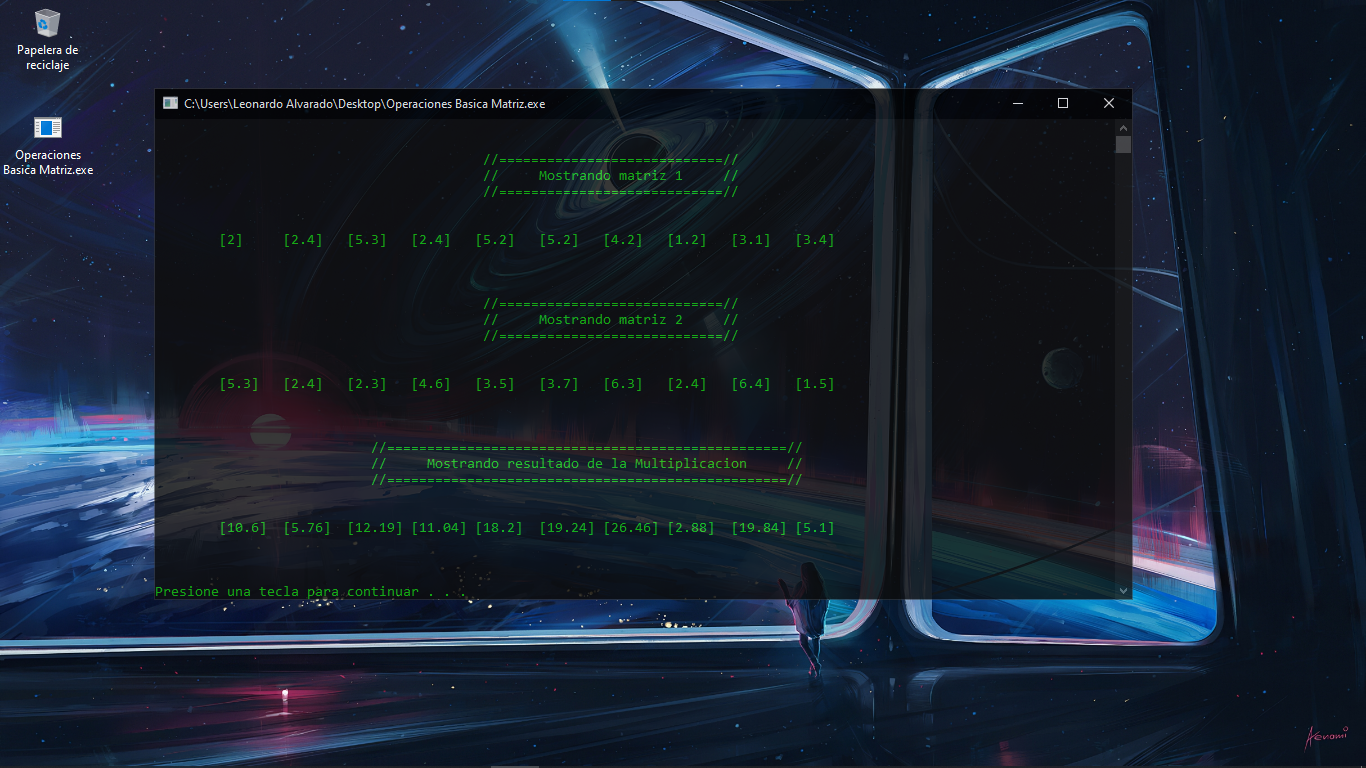 Papelera de
reciclaje
Operaciones
Basica Matriz.exe
C:\Users\Leonardo Alvarado\Desktop\Operaciones Basica Matriz.exe
//============================//
// Mostrando matriz 1 //
//============================//
[2] [2.4] [5.3] [2.4] [5.2] [5.2] [4.2] [1.2] [3.1] [3.4]
//============================//
// Mostrando matriz 2 //
//============================//
[5.3] [2.4] [2.3] [4.6] [3.5] [3.7] [6.3] [2.4] [6.4] [1.5]
//==================================================//
// Mostrando resultado de la Multiplicacion //
//==================================================//
[10.6] [5.76] [12.19] [11.04] [18.2] [19.24] [26.46] [2.88] [19.84] [5.1]
Presione una tecla para continuar . . .